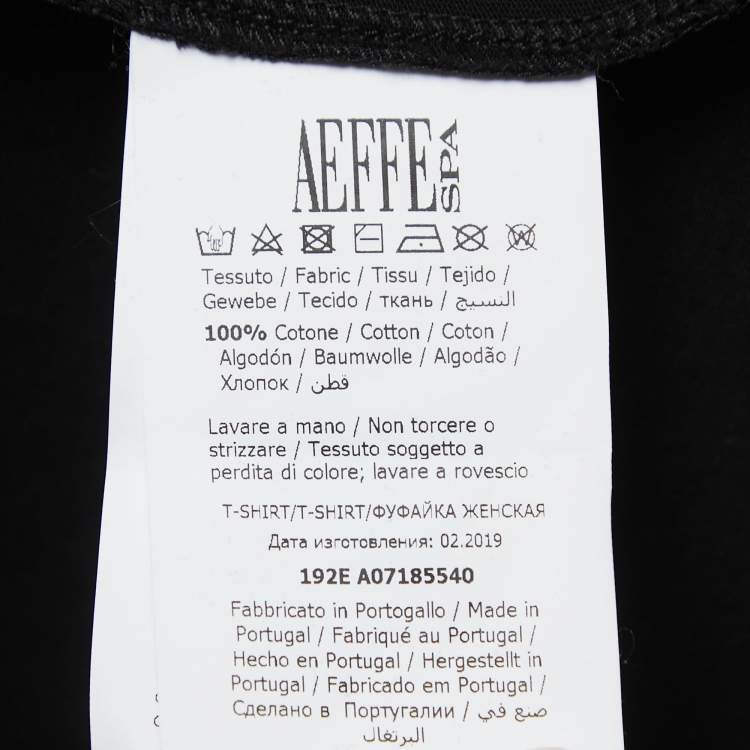 AEFFE SPA
Tessuto / Fabric / Tissu / Tejido /
Gewebe / Tecido / ткань / النسيج
100% Cotone / Cotton / Coton /
Algodón / Baumwolle / Algodão /
Хлопок / قطن
Lavare a mano / Non torcere o
strizzare / Tessuto soggetto a
perdita di colore; lavare a rovescio
T-SHIRT/T-SHIRT/ФУФАЙКА ЖЕНСКАЯ
Дата изготовления: 02.2019
192E A07185540
Fabbricato in Portogallo / Made in
Portugal / Fabriqué au Portugal /
Hecho en Portugal / Hergestellt in
Portugal / Fabricado em Portugal /
Сделано в Португалии / صنع في
البرتغال